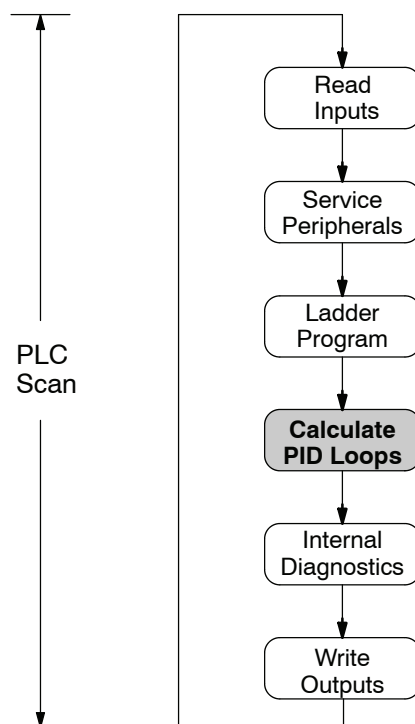 Read
Inputs
Service
Peripherals
Ladder
Program
PLC
Scan
Calculate
PID Loops
Internal
Diagnostics
Write
Outputs